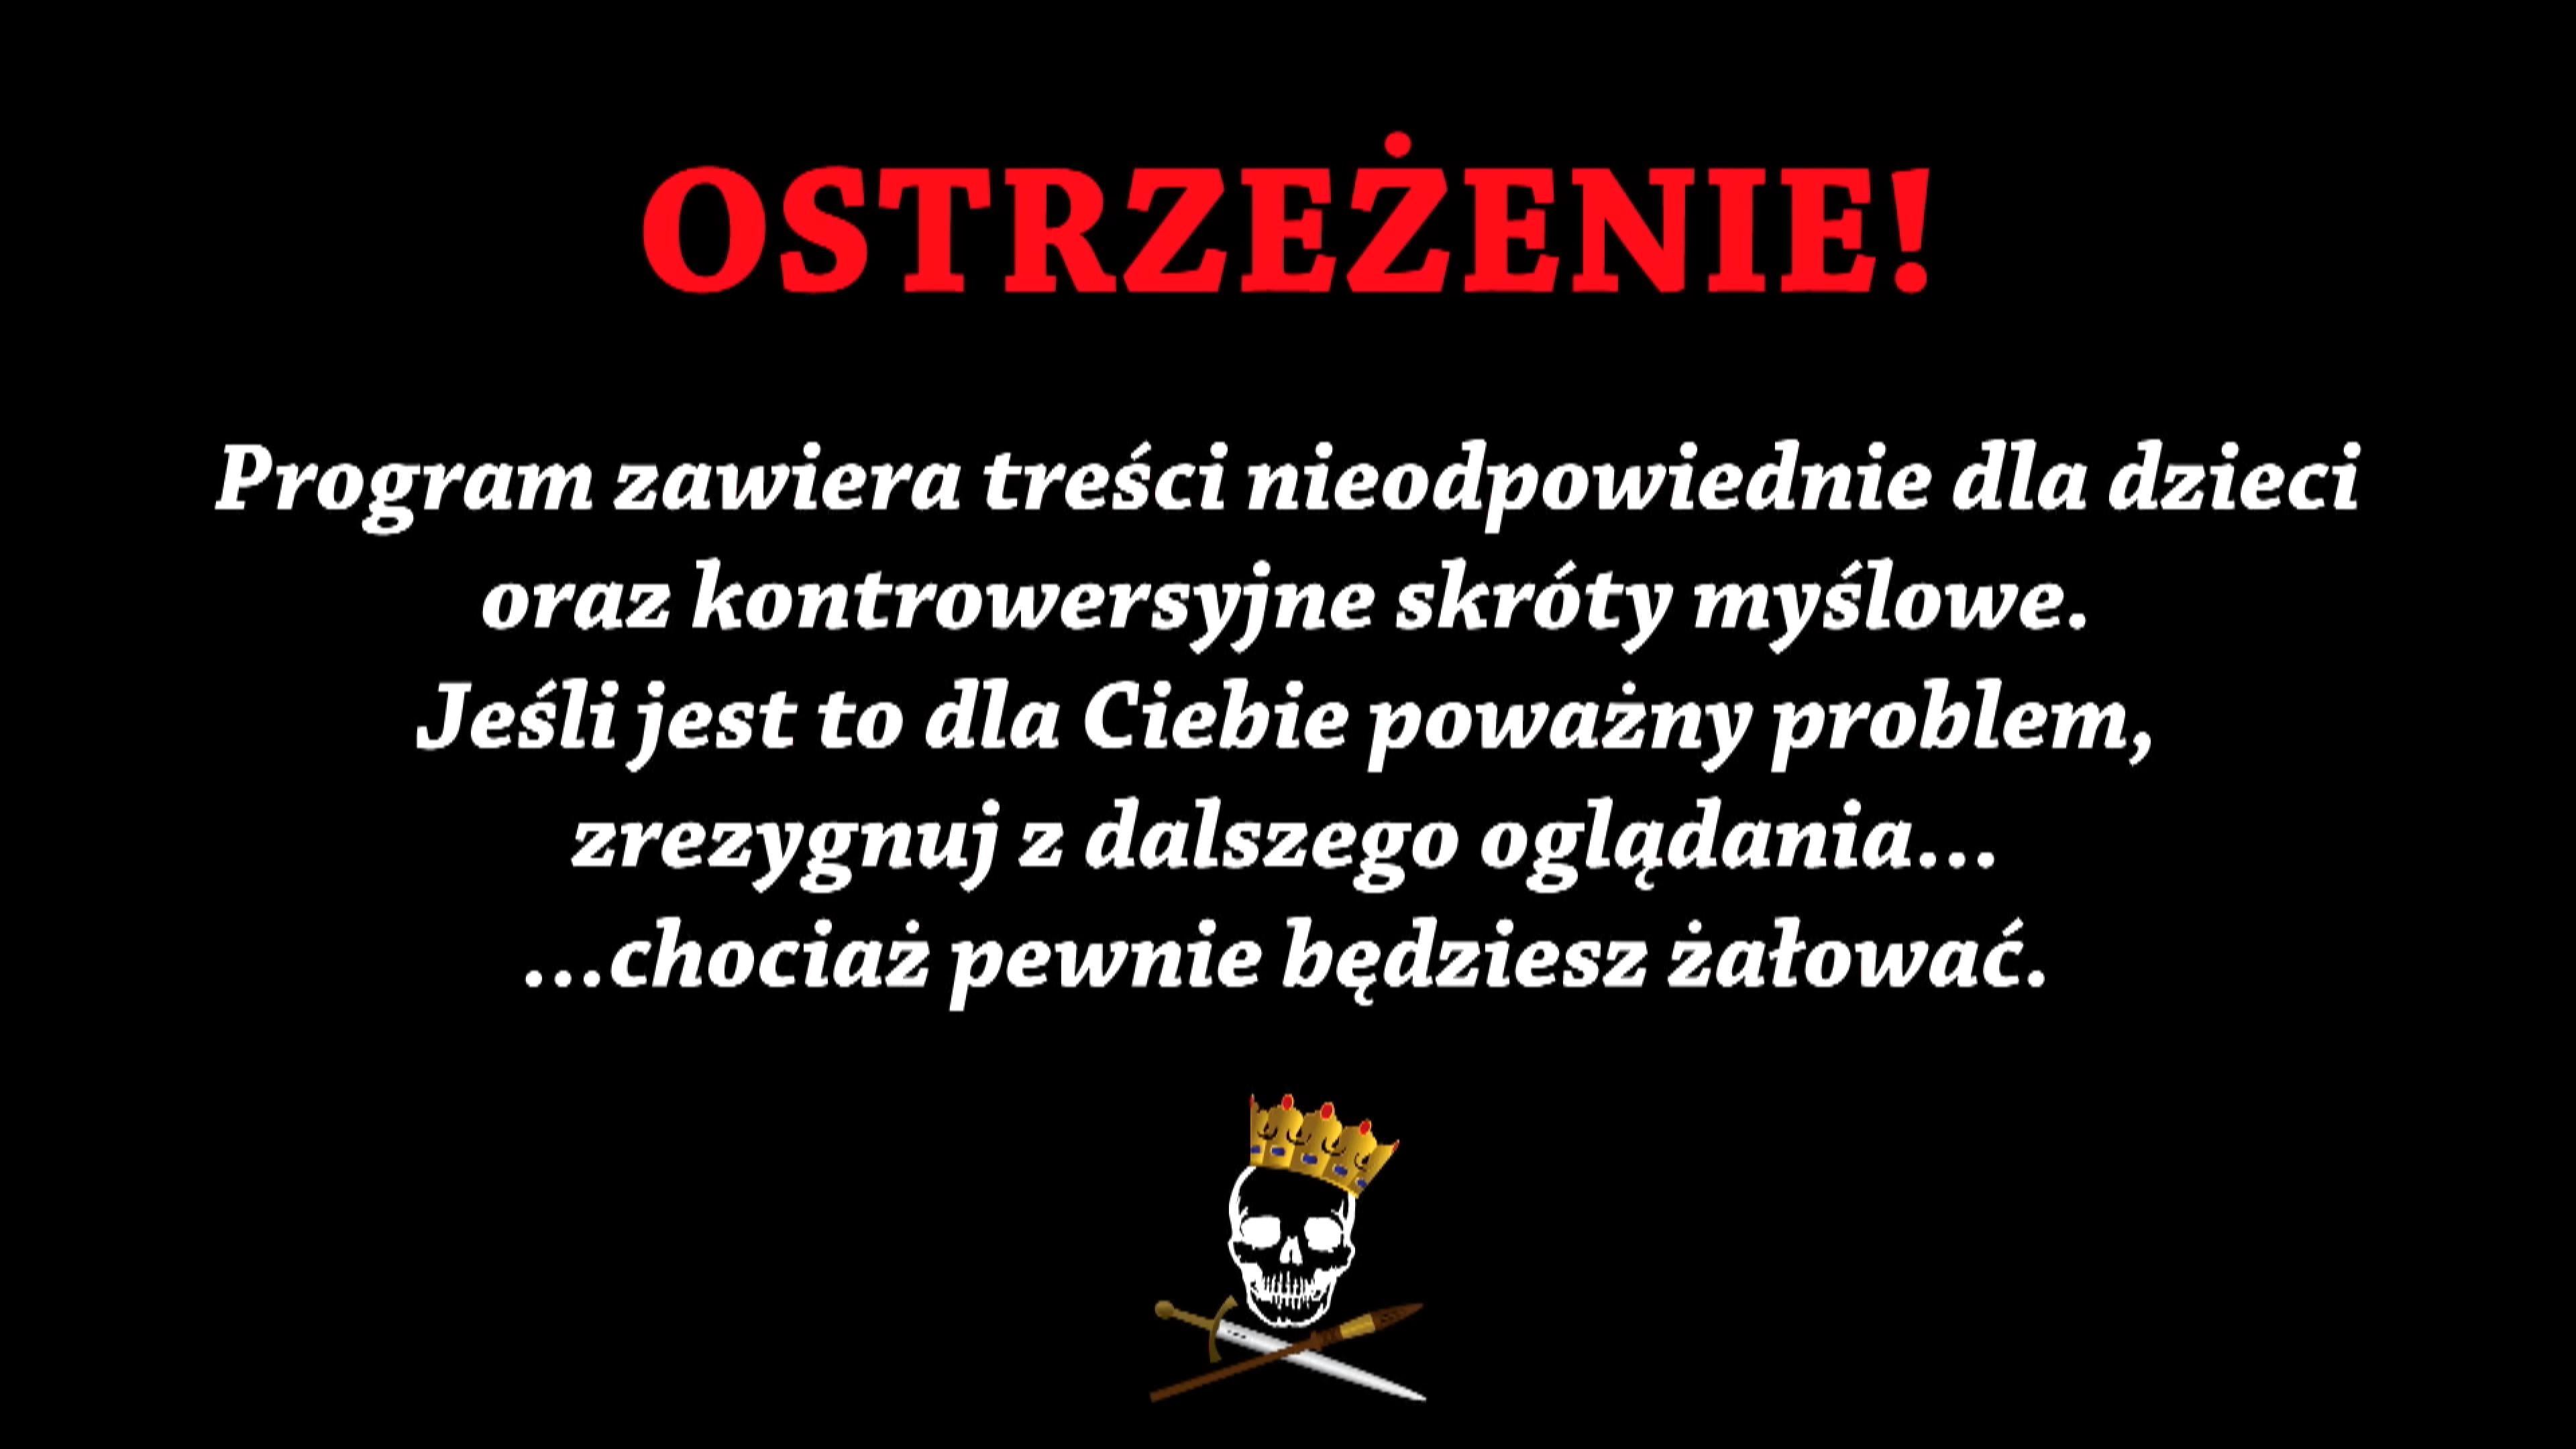 OSTRZEŻENIE!
Program zawiera treści nieodpowiednie dla dzieci
oraz kontrowersyjne skróty myślowe.
Jeśli jest to dla Ciebie poważny problem,
zrezygnuj z dalszego oglądania...
...chociaż pewnie będziesz żałować.